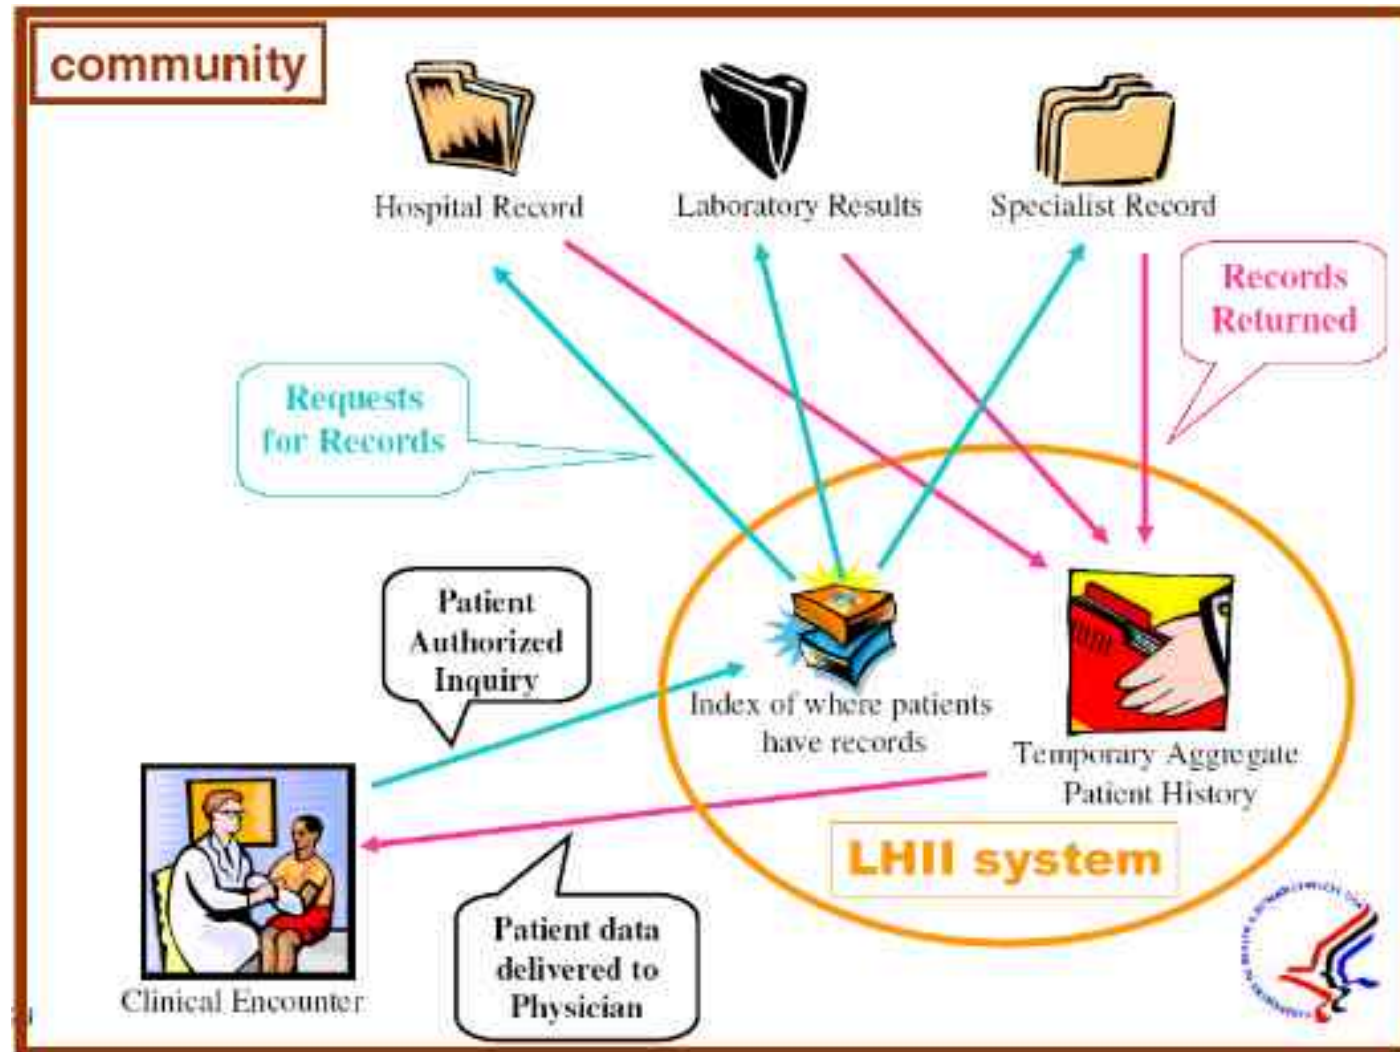 community
Hospital Record
Laboratory Results
Specialist Record
Records
Returned
Requests
for Records
Patient
Authorized
Inquiry
Index of where patients
have records
Temporary Aggregate
Patient History
LHII system
Patient data
delivered to
Physician
Clinical Encounter